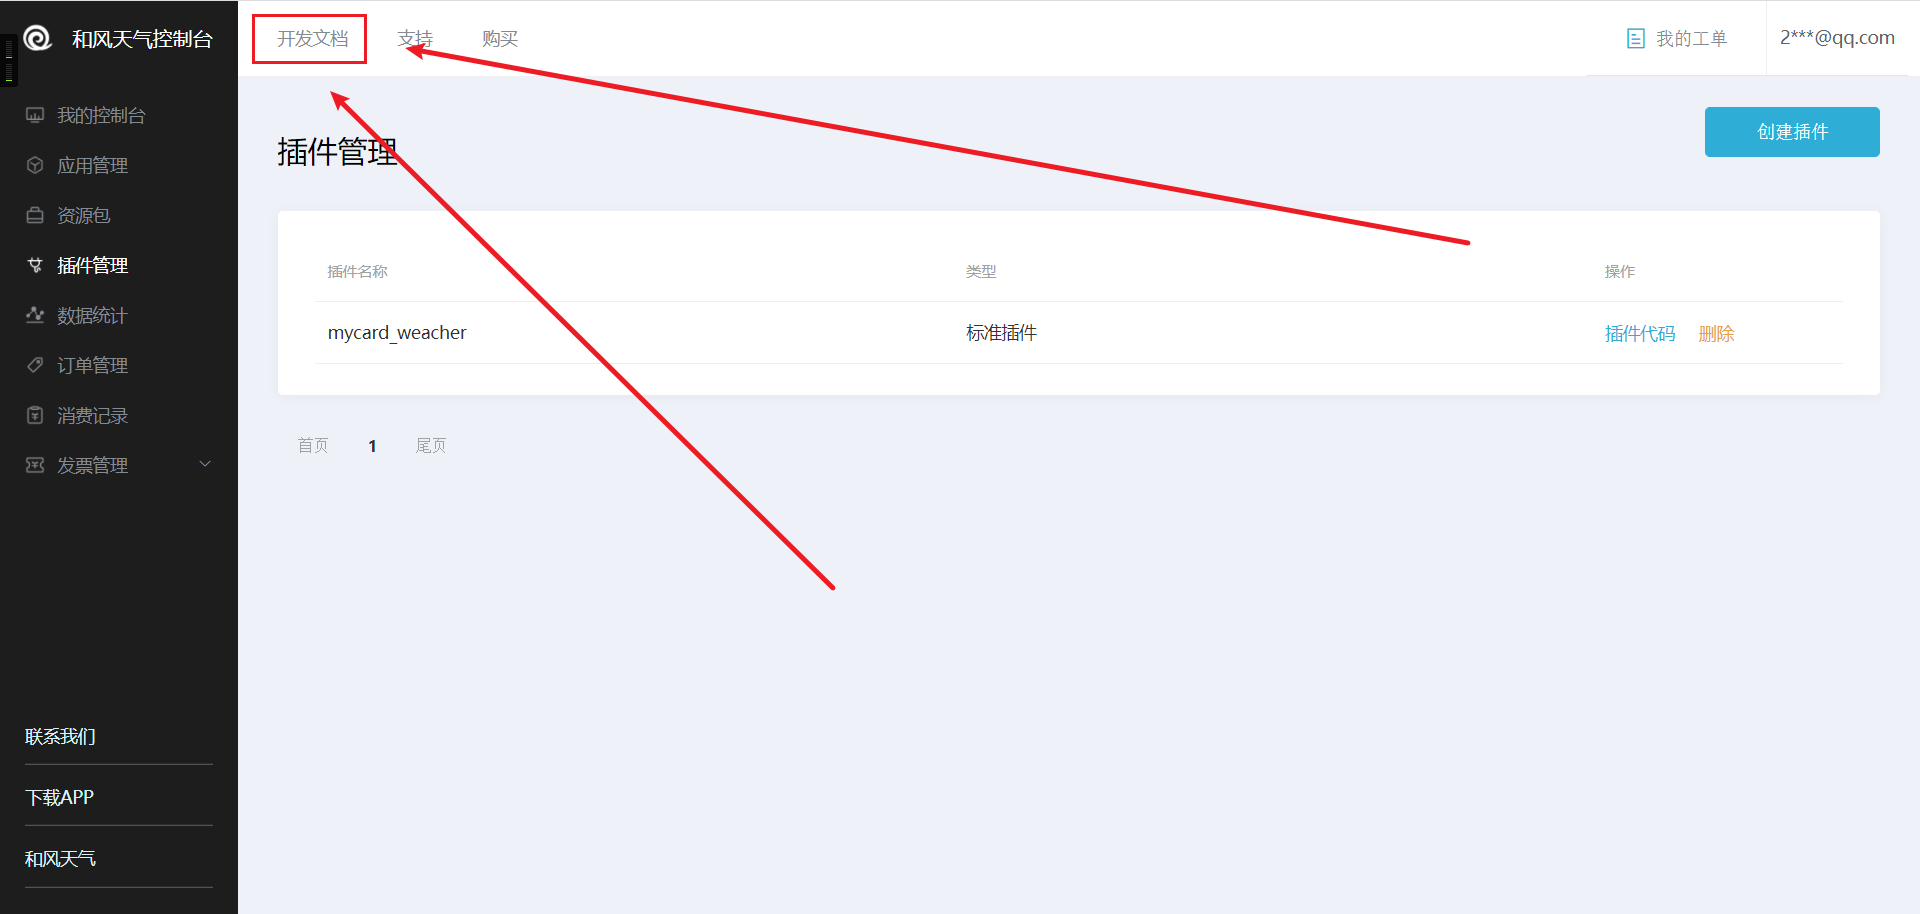 和风天气控制台
开发文档
支持
购买
我的工单
2***@qq.com
我的控制台
应用管理
资源包
插件管理
数据统计
订单管理
消费记录
发票管理
联系我们
下载APP
和风天气
插件管理
创建插件
插件名称
类型
操作
mycard_weacher
标准插件
插件代码
删除
首页
1
尾页